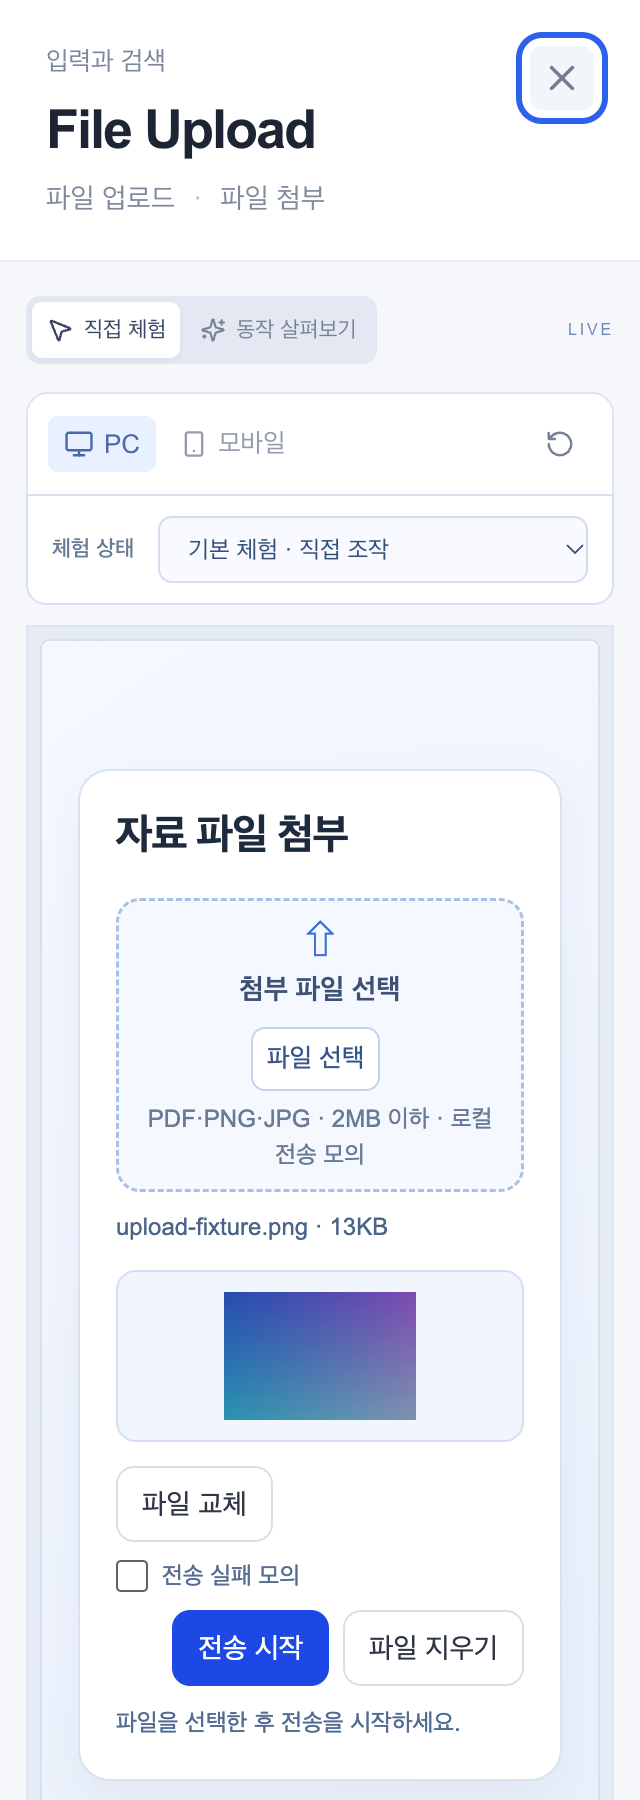 입력과 검색
File Upload
파일 업로드 · 파일 첨부
직접 체험
동작 살펴보기
LIVE
PC
모바일
체험 상태
기본 체험 · 직접 조작
자료 파일 첨부
첨부 파일 선택
파일 선택
PDF·PNG·JPG · 2MB 이하 · 로컬
전송 모의
upload-fixture.png · 13KB
파일 교체
전송 실패 모의
전송 시작
파일 지우기
파일을 선택한 후 전송을 시작하세요.